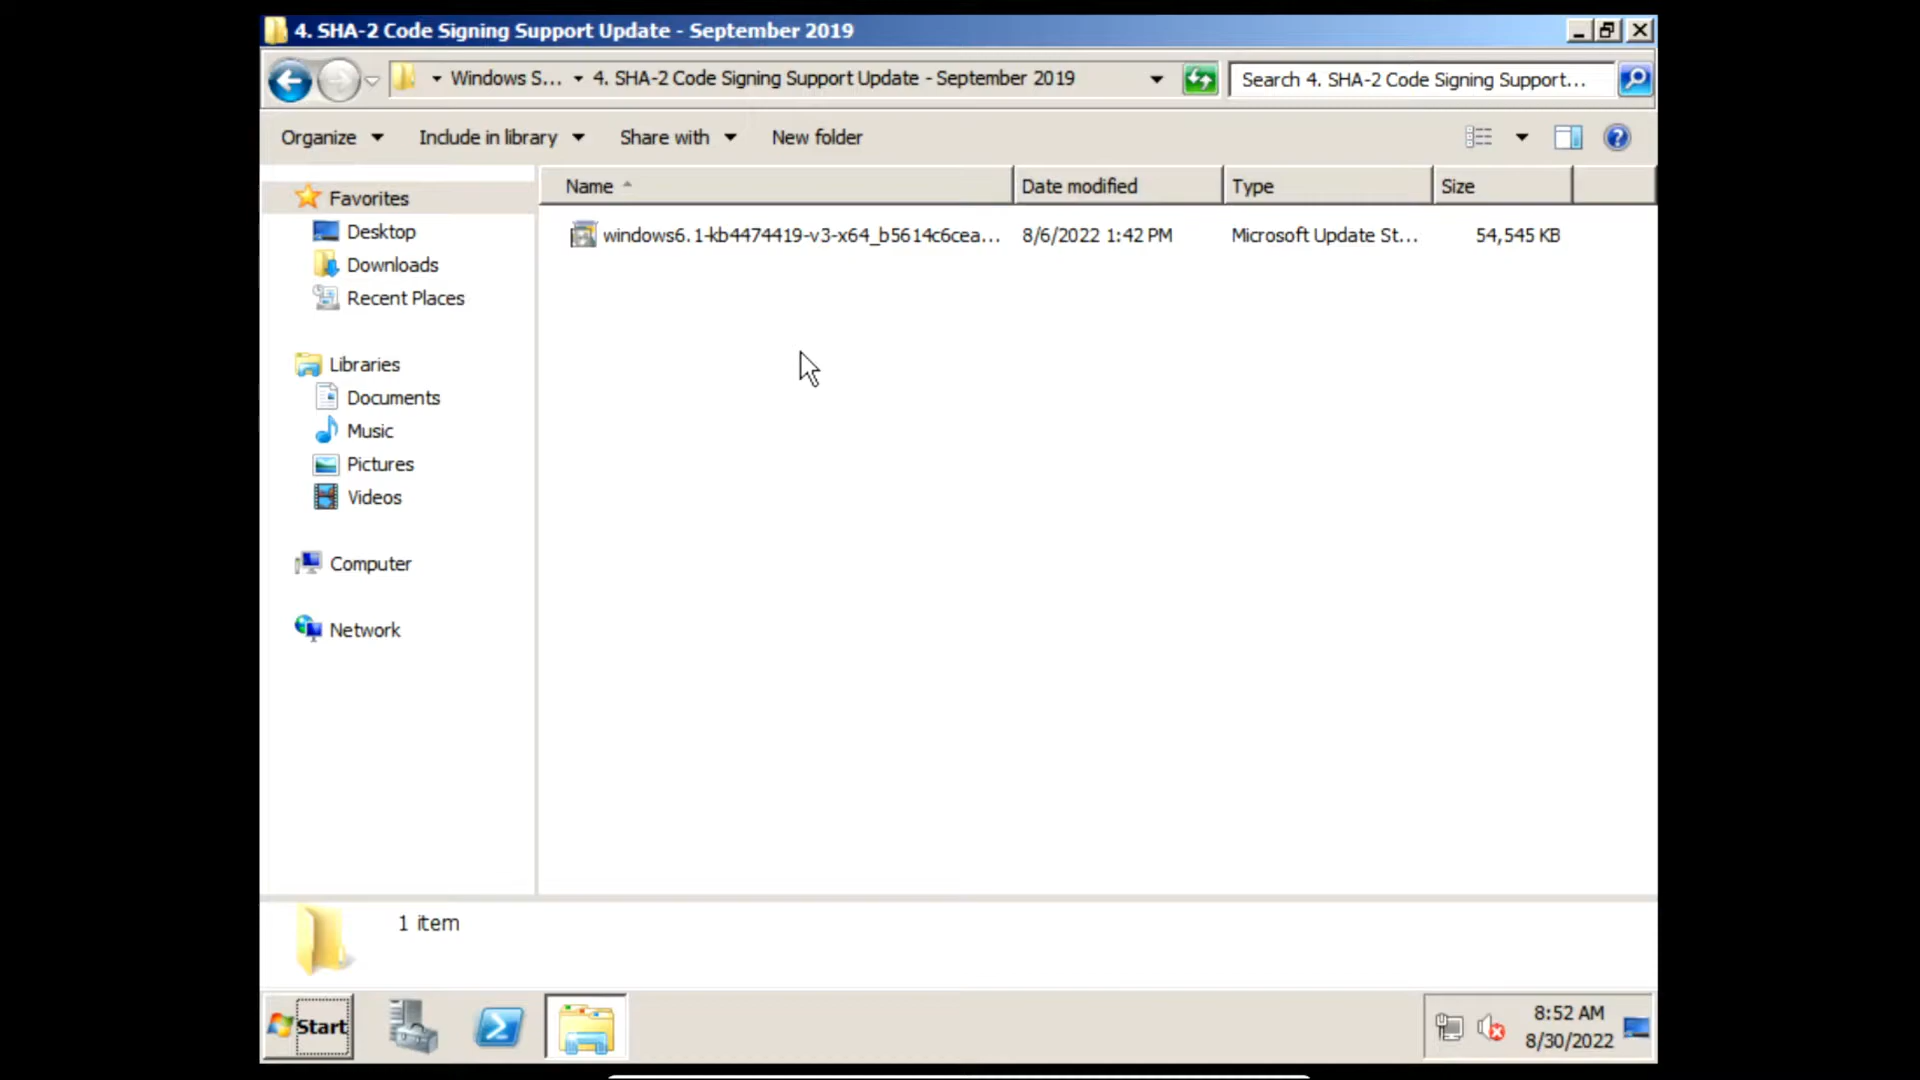 4. SHA-2 Code Signing Support Update - September 2019
Windows S... 4. SHA-2 Code Signing Support Update - September 2019 Search 4. SHA-2 Code Signing Support...
Organize Include in library Share with New folder
Name Date modified Type Size
windows6.1-kb4474419-v3-x64_b5614c6cea... 8/6/2022 1:42 PM Microsoft Update St... 54,545 KB
Favorites
Desktop
Downloads
Recent Places
Libraries
Documents
Music
Pictures
Videos
Computer
Network
1 item
Start
8:52 AM
8/30/2022